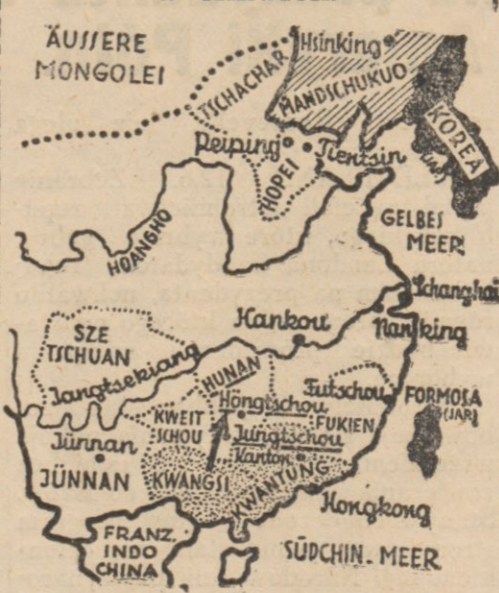 ÄUSSERE
MONGOLEI
TSCHACHAR
Hsinking
MANDSCHUKUO
KOREA
Peiping
Tientsin
HOPEI
HOANGHO
GELBES
MEER
Schanghai
Nanking
Hankou
SZE
TSCHUAN
Jangtsekiang
HUNAN
Hongtschou
Futschou
FORMOSA
(JAP.)
KWEIT
SCHOU
FUKIEN
Jungtschou
Jünnan
JÜNNAN
Kanton
KWANGSI
KWANTUNG
Hongkong
FRANZ.
INDO
CHINA
SÜDCHIN. MEER